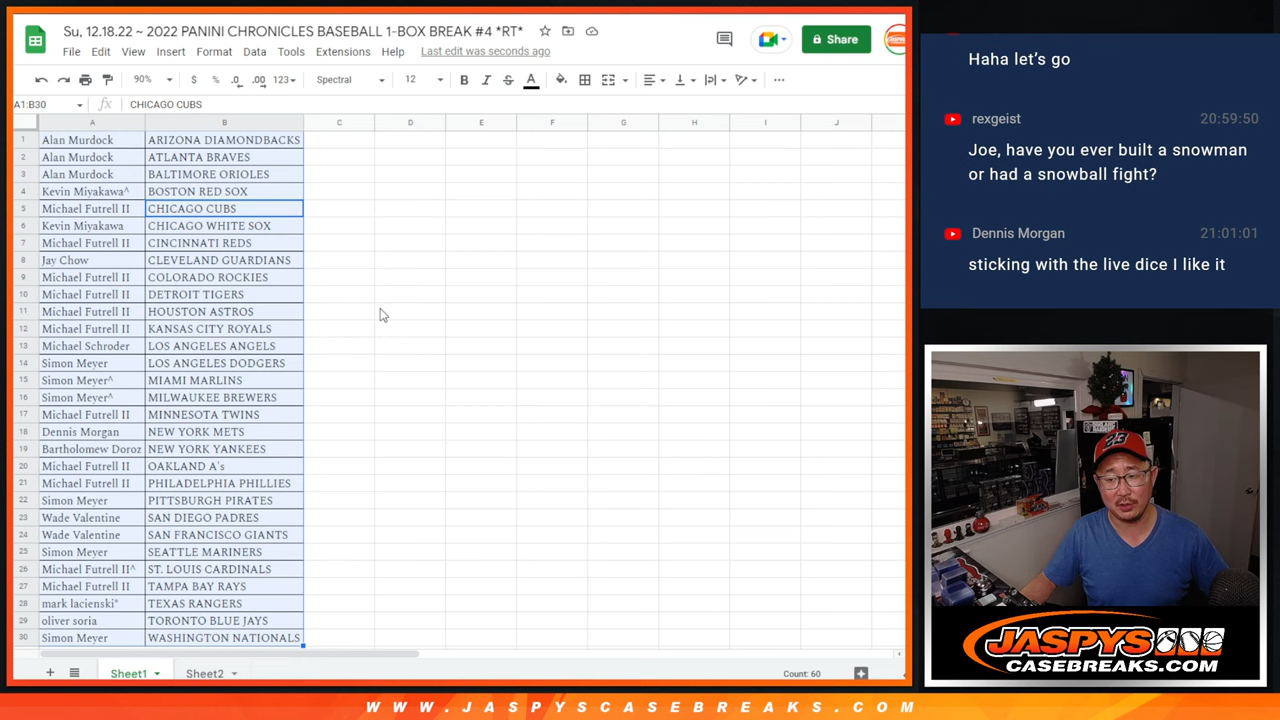 Su, 12.18.22 ~ 2022 PANINI CHRONICLES BASEBALL 1-BOX BREAK #4 *RT*
File Edit View Insert Format Data Tools Extensions Help Last edit was seconds ago
Share
90% $ % .0 .00 123 Spectral 12 B I S A
A1:B30 fx CHICAGO CUBS
A B C D E F G H I J
1 Alan Murdock ARIZONA DIAMONDBACKS
2 Alan Murdock ATLANTA BRAVES
3 Alan Murdock BALTIMORE ORIOLES
4 Kevin Miyakawa^ BOSTON RED SOX
5 Michael Futrell II CHICAGO CUBS
6 Kevin Miyakawa CHICAGO WHITE SOX
7 Michael Futrell II CINCINNATI REDS
8 Jay Chow CLEVELAND GUARDIANS
9 Michael Futrell II COLORADO ROCKIES
10 Michael Futrell II DETROIT TIGERS
11 Michael Futrell II HOUSTON ASTROS
12 Michael Futrell II KANSAS CITY ROYALS
13 Michael Schroder LOS ANGELES ANGELS
14 Simon Meyer LOS ANGELES DODGERS
15 Simon Meyer^ MIAMI MARLINS
16 Simon Meyer^ MILWAUKEE BREWERS
17 Michael Futrell II MINNESOTA TWINS
18 Dennis Morgan NEW YORK METS
19 Bartholomew Doroz NEW YORK YANKEES
20 Michael Futrell II OAKLAND A's
21 Michael Futrell II PHILADELPHIA PHILLIES
22 Simon Meyer PITTSBURGH PIRATES
23 Wade Valentine SAN DIEGO PADRES
24 Wade Valentine SAN FRANCISCO GIANTS
25 Simon Meyer SEATTLE MARINERS
26 Michael Futrell II^ ST. LOUIS CARDINALS
27 Michael Futrell II TAMPA BAY RAYS
28 mark lacienski* TEXAS RANGERS
29 oliver soria TORONTO BLUE JAYS
30 Simon Meyer WASHINGTON NATIONALS
Sheet1 Sheet2 Count: 60
Haha let's go
rexgeist 20:59:50
Joe, have you ever built a snowman
or had a snowball fight?
Dennis Morgan 21:01:01
sticking with the live dice I like it
23
JASPYS
CASEBREAKS.COM
WWW.JASPYSCASEBREAKS.COM